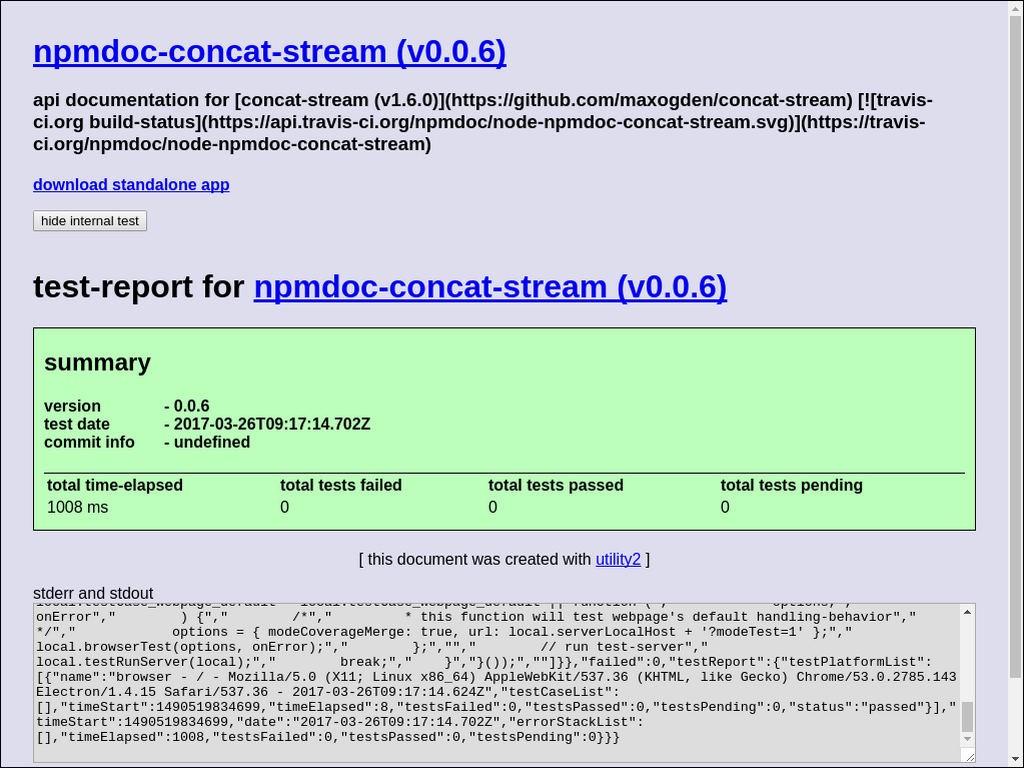 npmdoc-concat-stream (v0.0.6)
api documentation for [concat-stream (v1.6.0)](https://github.com/maxogden/concat-stream) [![travis-
ci.org build-status](https://api.travis-ci.org/npmdoc/node-npmdoc-concat-stream.svg)](https://travis-
ci.org/npmdoc/node-npmdoc-concat-stream)
download standalone app
hide internal test
test-report for npmdoc-concat-stream (v0.0.6)
summary
version - 0.0.6
test date - 2017-03-26T09:17:14.702Z
commit info - undefined
total time-elapsed total tests failed total tests passed total tests pending
1008 ms 0 0 0
[ this document was created with utility2 ]
stderr and stdout
onError","        ) {","        /*","         * this function will test webpage's default handling-behavior","
*/","            options = { modeCoverageMerge: true, url: local.serverLocalHost + '?modeTest=1' };","
local.browserTest(options, onError);","        };","","        // run test-server","
local.testRunServer(local);","        break;","    }","}());",""]}},"failed":0,"testReport":{"testPlatformList":
[{"name":"browser - / - Mozilla/5.0 (X11; Linux x86_64) AppleWebKit/537.36 (KHTML, like Gecko) Chrome/53.0.2785.143
Electron/1.4.15 Safari/537.36 - 2017-03-26T09:17:14.624Z","testCaseList":
[],"timeStart":1490519834699,"timeElapsed":8,"testsFailed":0,"testsPassed":0,"testsPending":0,"status":"passed"}],"
timeStart":1490519834699,"date":"2017-03-26T09:17:14.702Z","errorStackList":
[],"timeElapsed":1008,"testsFailed":0,"testsPassed":0,"testsPending":0}}}